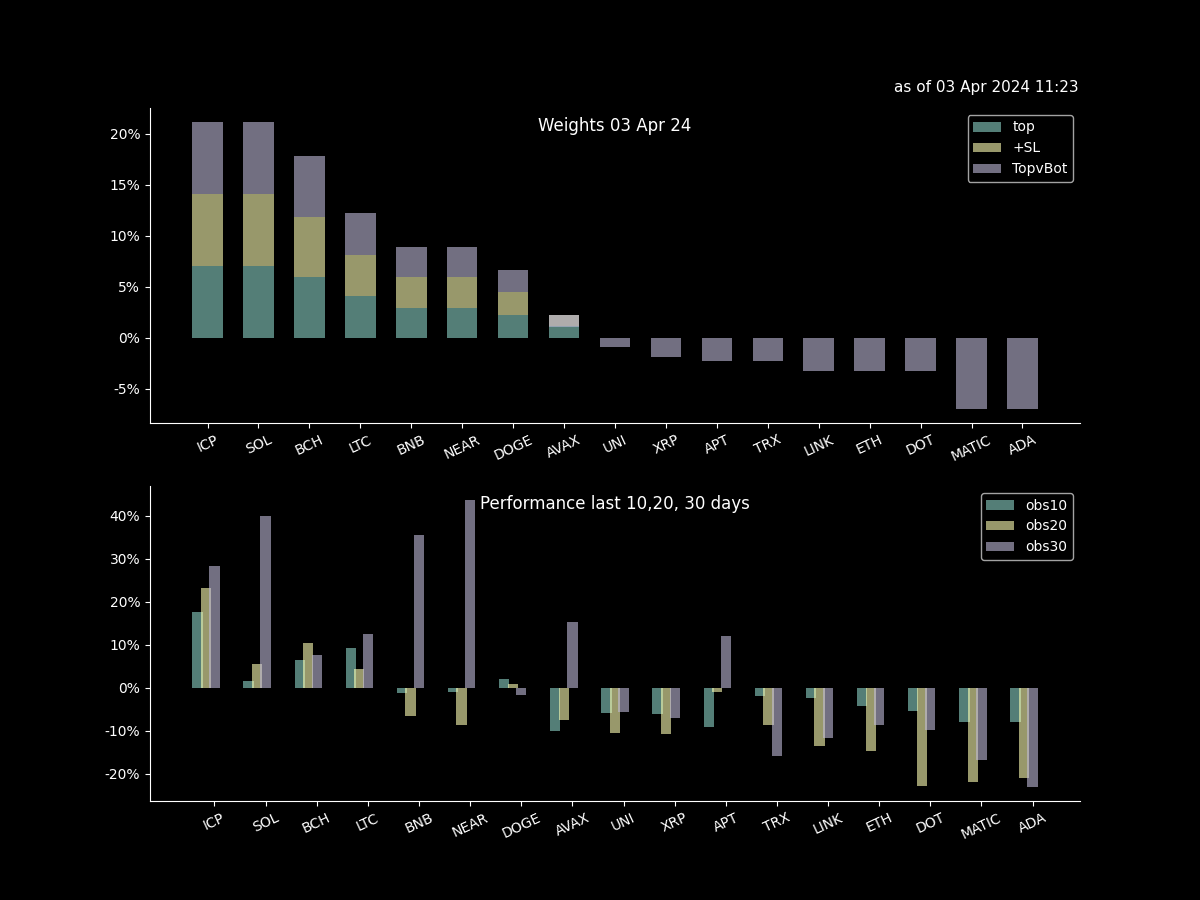 as of 03 Apr 2024 11:23
Weights 03 Apr 24
top
+SL
TopvBot
20%
15%
10%
5%
0%
-5%
ICP SOL BCH LTC BNB NEAR DOGE AVAX UNI XRP APT TRX LINK ETH DOT MATIC ADA
Performance last 10,20, 30 days
obs10
obs20
obs30
40%
30%
20%
10%
0%
-10%
-20%
ICP SOL BCH LTC BNB NEAR DOGE AVAX UNI XRP APT TRX LINK ETH DOT MATIC ADA